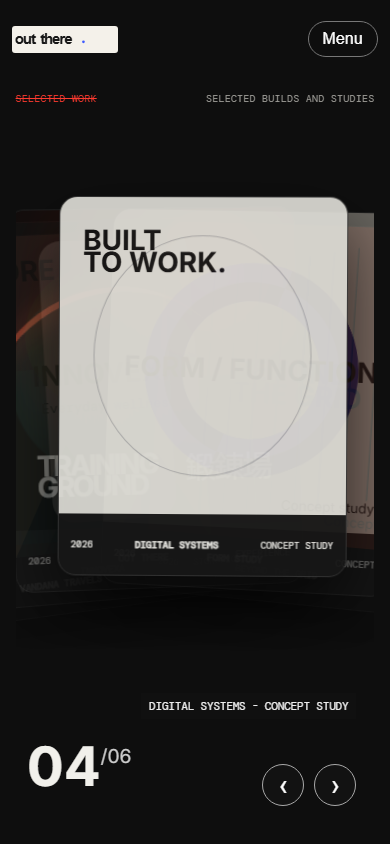 out there .
Menu
SELECTED WORK
SELECTED BUILDS AND STUDIES
BUILT
TO WORK.
FORM / FUNCTION
TRAINING
GROUND
2026
2026
DIGITAL SYSTEMS
CONCEPT STUDY
DIGITAL SYSTEMS - CONCEPT STUDY
04/06
‹
›